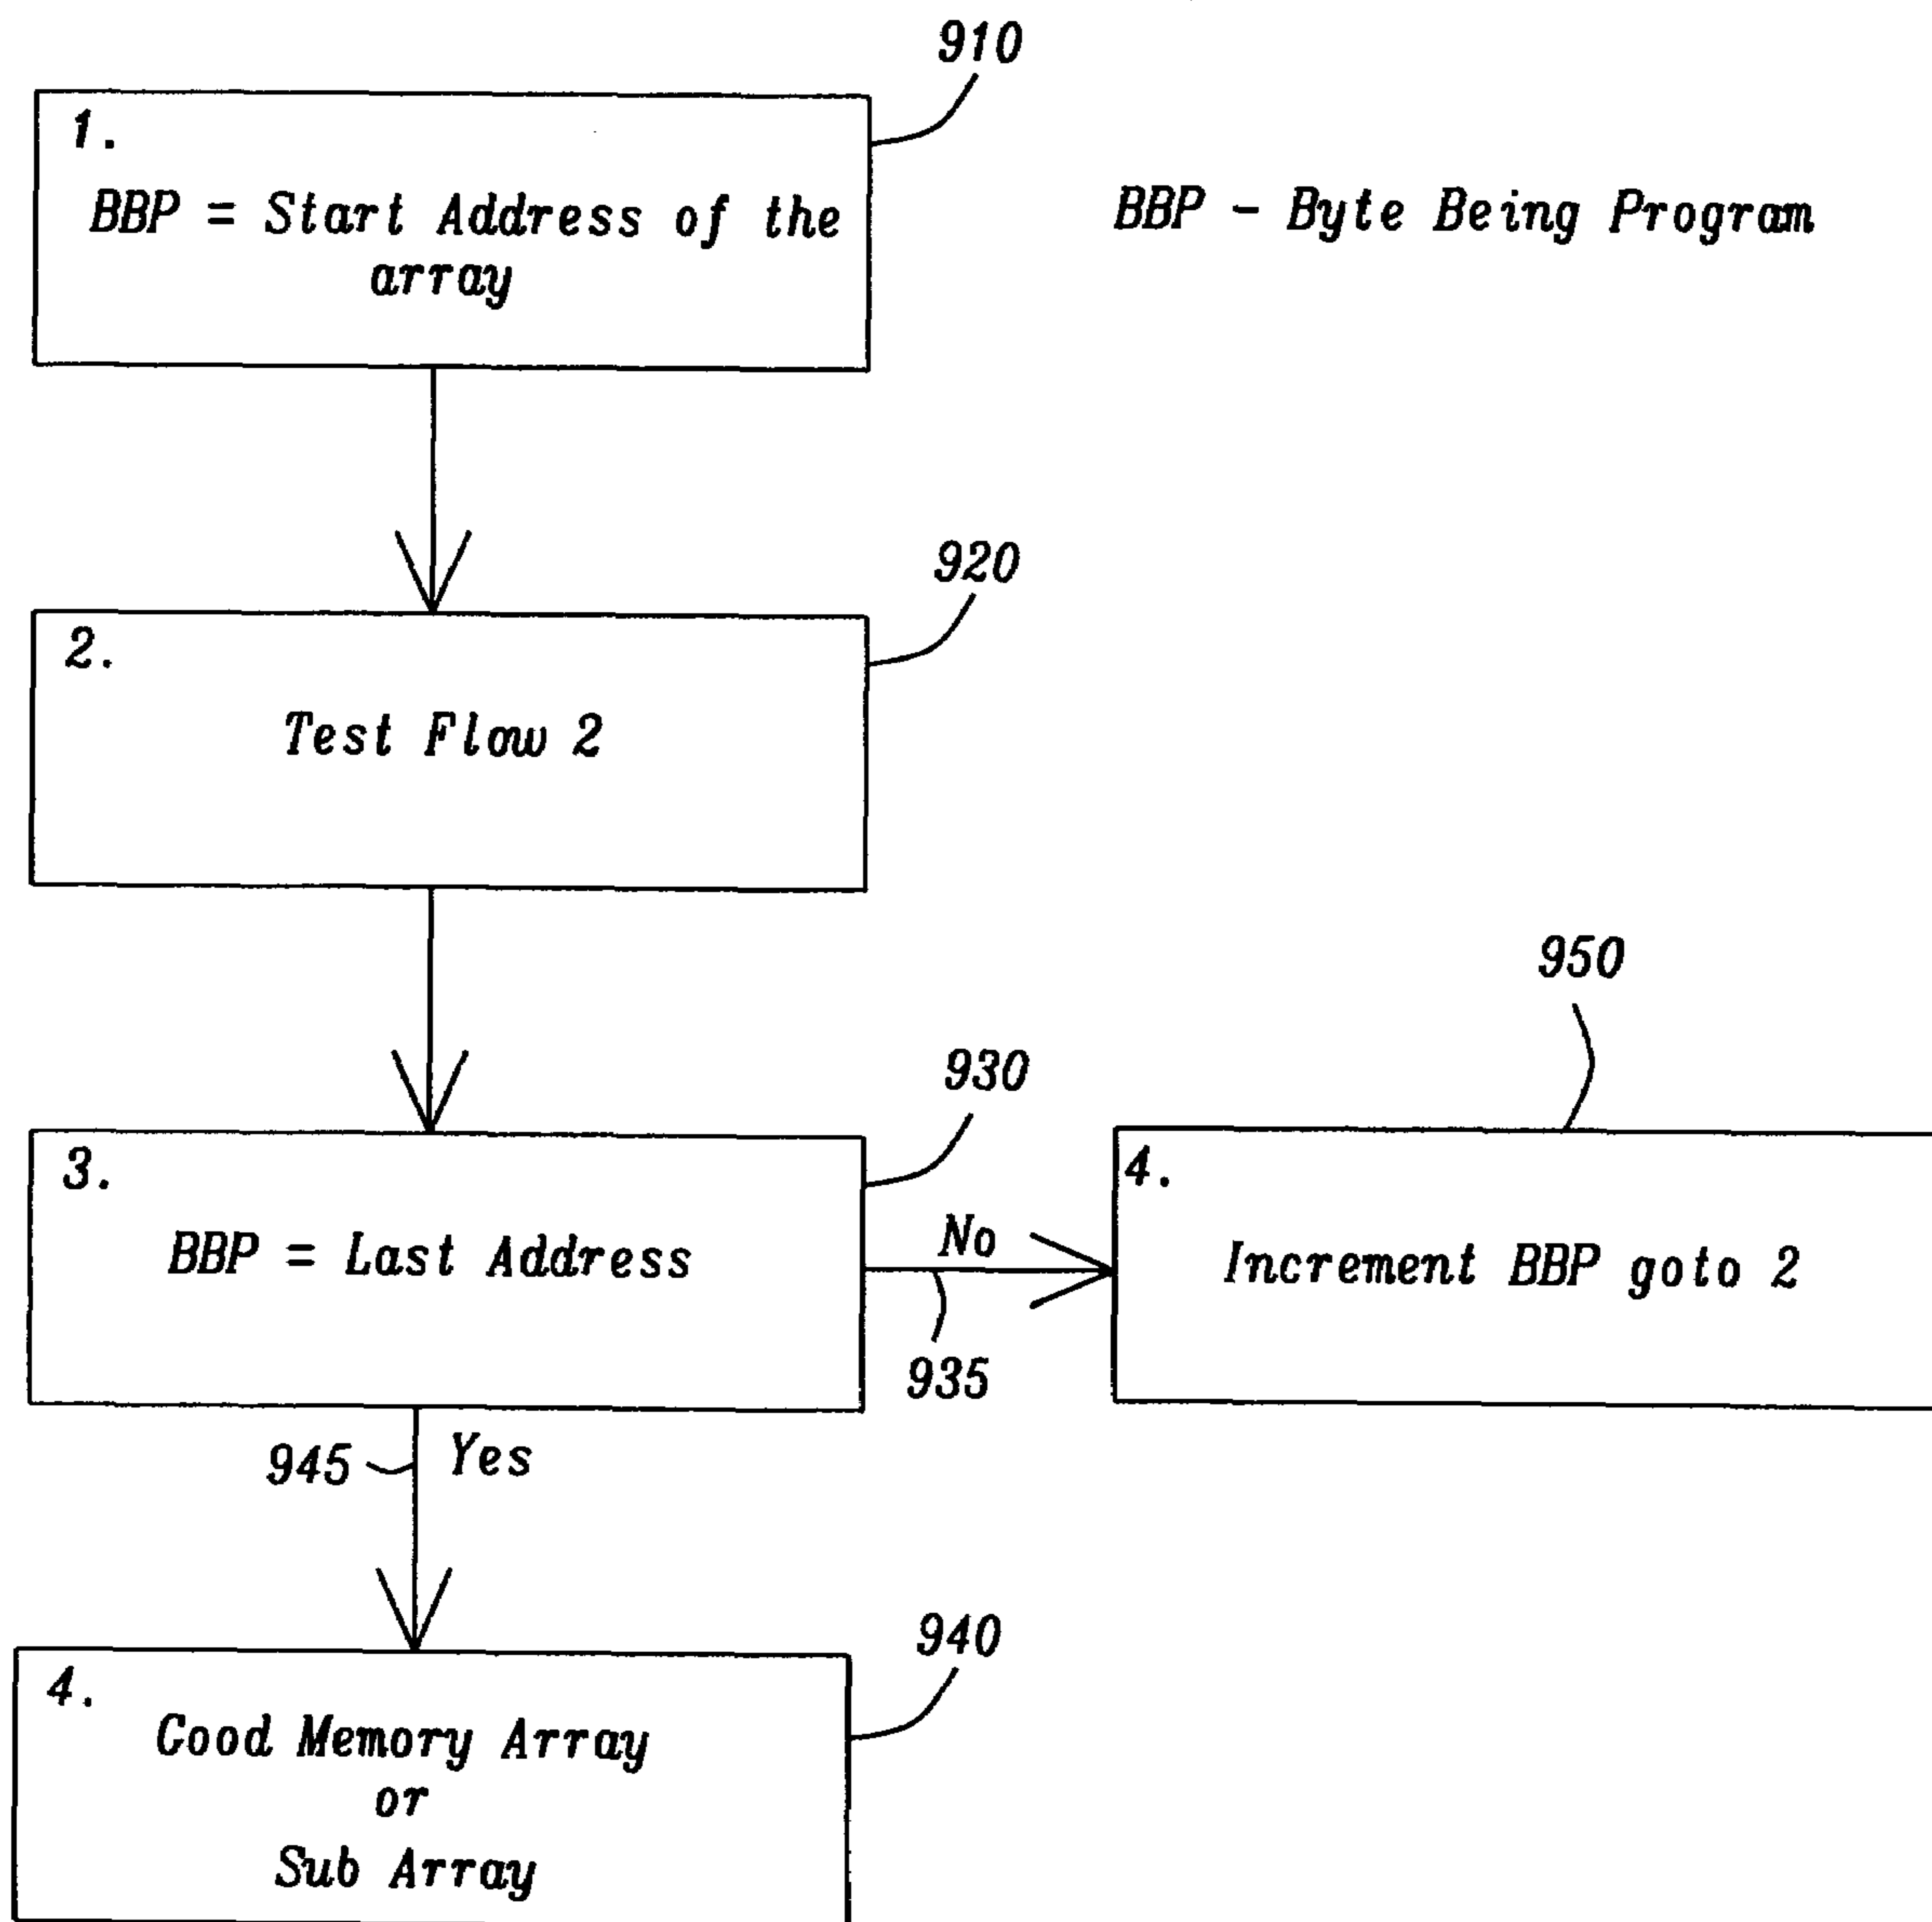 910
1.
BBP = Start Address of the
array
BBP - Byte Being Program
920
2.
Test Flow 2
950
930
3.
BBP = Last Address
No
935
4.
Increment BBP goto 2
945
Yes
940
4.
Good Memory Array
or
Sub Array